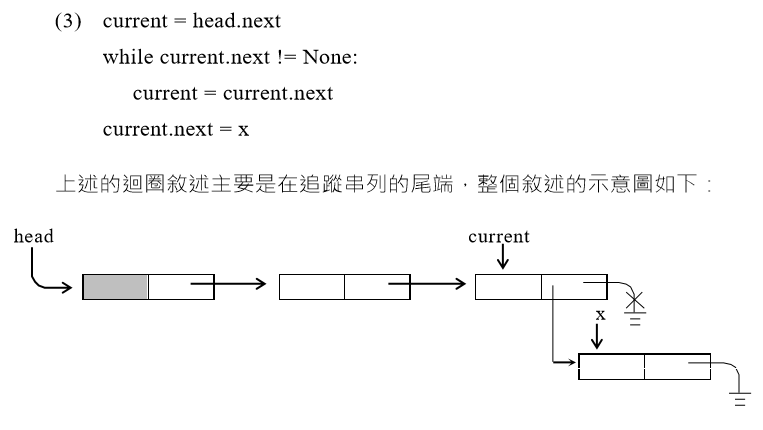 (3) current = head.next
while current.next != None:
current = current.next
current.next = x
上述的迴圈敘述主要是在追蹤串列的尾端，整個敘述的示意圖如下：
head
current
x